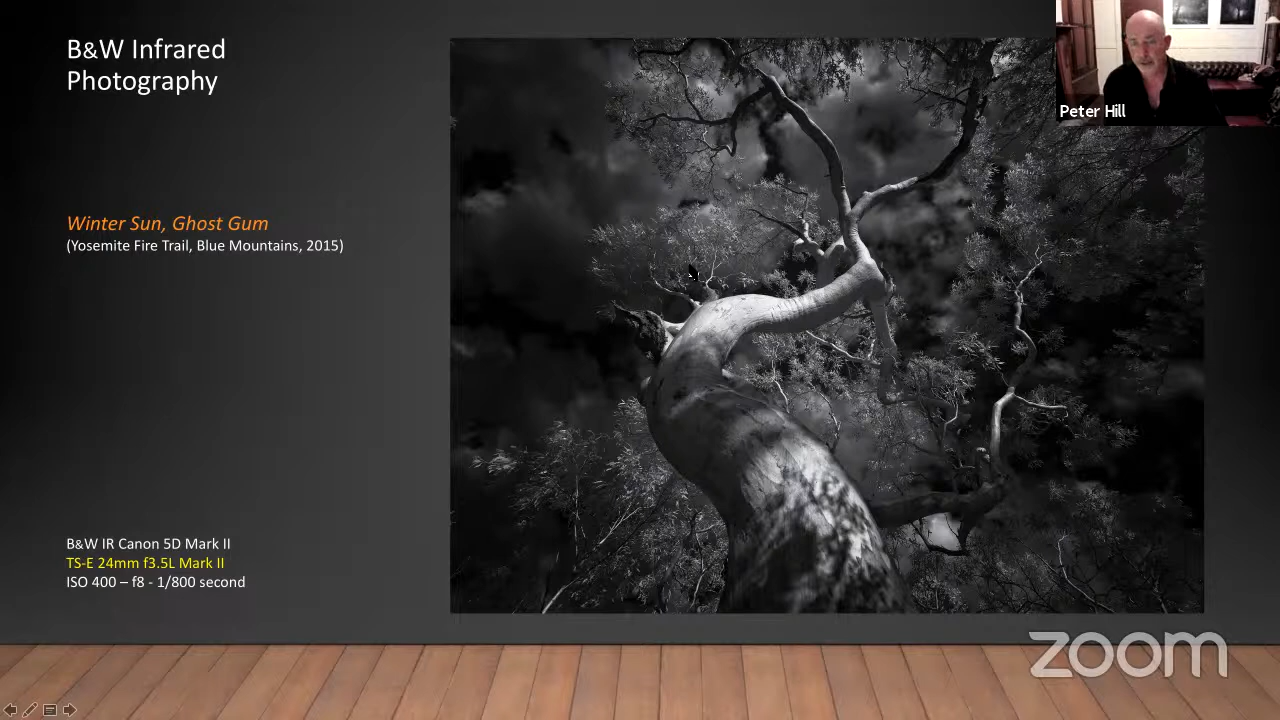 B&W Infrared
Photography
Peter Hill
Winter Sun, Ghost Gum
(Yosemite Fire Trail, Blue Mountains, 2015)
B&W IR Canon 5D Mark II
TS-E 24mm f3.5L Mark II
ISO 400 – f8 - 1/800 second
zoom